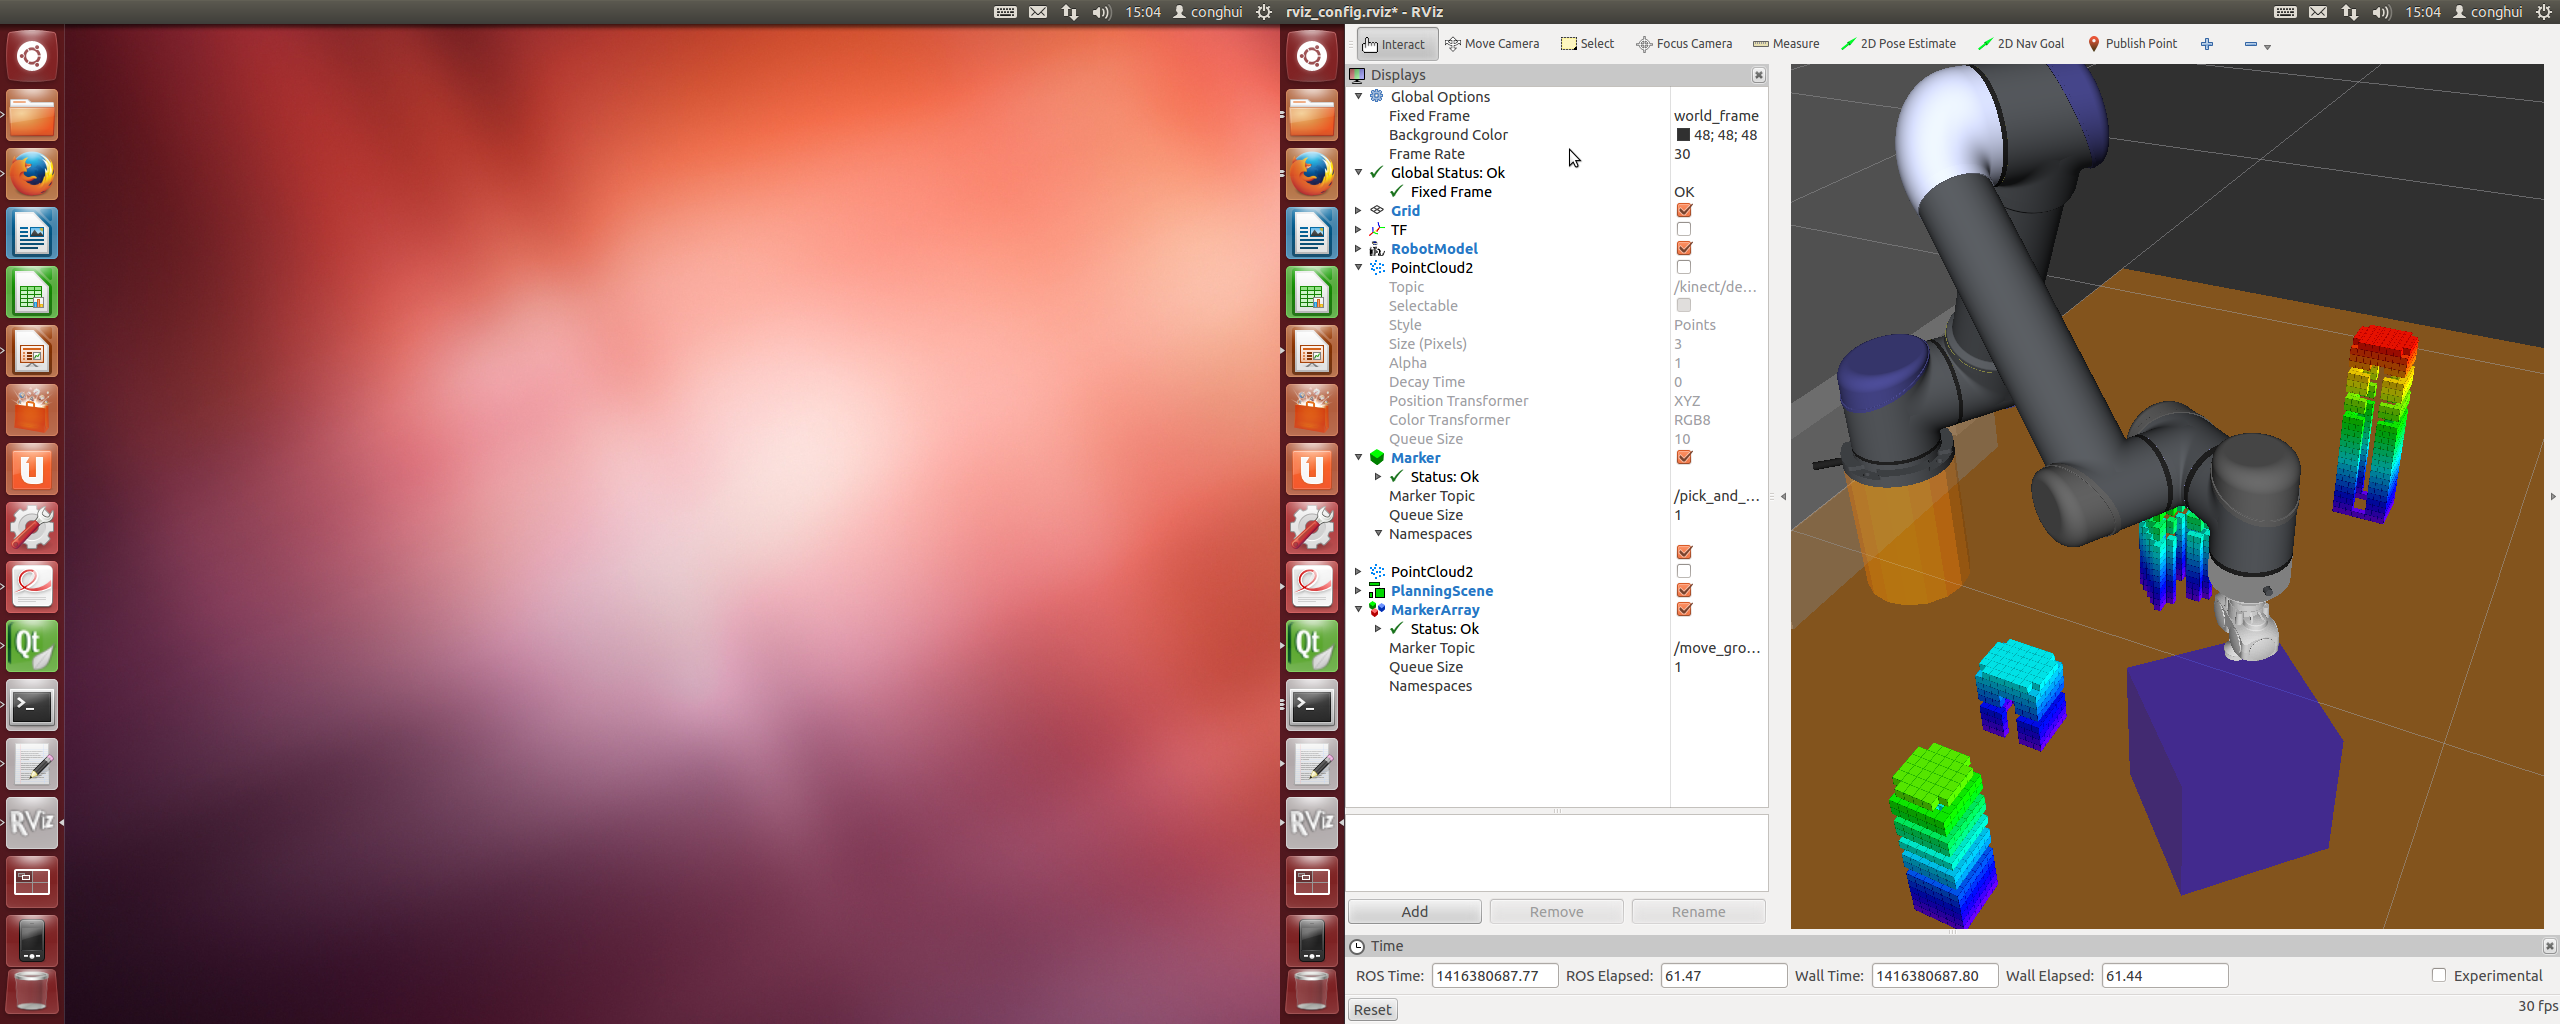 15:04 conghui
rviz_config.rviz* - RViz
15:04 conghui
Interact Move Camera Select Focus Camera Measure 2D Pose Estimate 2D Nav Goal Publish Point
Displays
Global Options
Fixed Frame world_frame
Background Color 48; 48; 48
Frame Rate 30
Global Status: Ok
Fixed Frame OK
Grid
TF
RobotModel
PointCloud2
Topic /kinect/de...
Selectable
Style Points
Size (Pixels) 3
Alpha 1
Decay Time 0
Position Transformer XYZ
Color Transformer RGB8
Queue Size 10
Marker
Status: Ok
Marker Topic /pick_and_...
Queue Size 1
Namespaces
PointCloud2
PlanningScene
MarkerArray
Status: Ok
Marker Topic /move_gro...
Queue Size 1
Namespaces
Add Remove Rename
Time
ROS Time: 1416380687.77 ROS Elapsed: 61.47 Wall Time: 1416380687.80 Wall Elapsed: 61.44 Experimental
Reset
30 fps
Qt
>_
RViz
Qt
>_
RViz